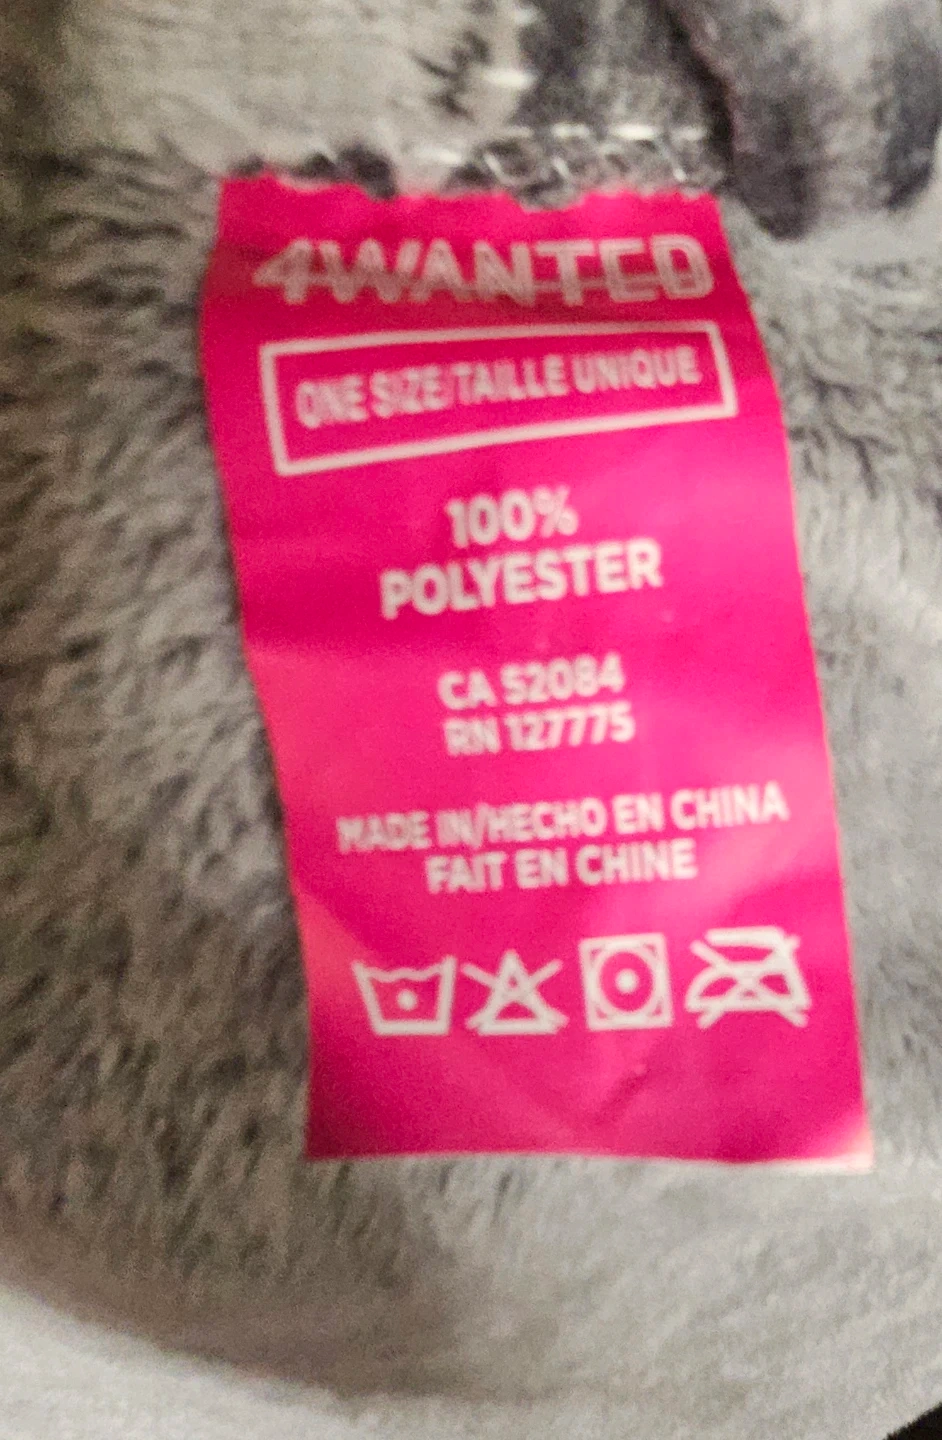 4WANTED
ONE SIZE/TAILLE UNIQUE
100%
POLYESTER
CA 52084
RN 127775
MADE IN/HECHO EN CHINA
FAIT EN CHINE